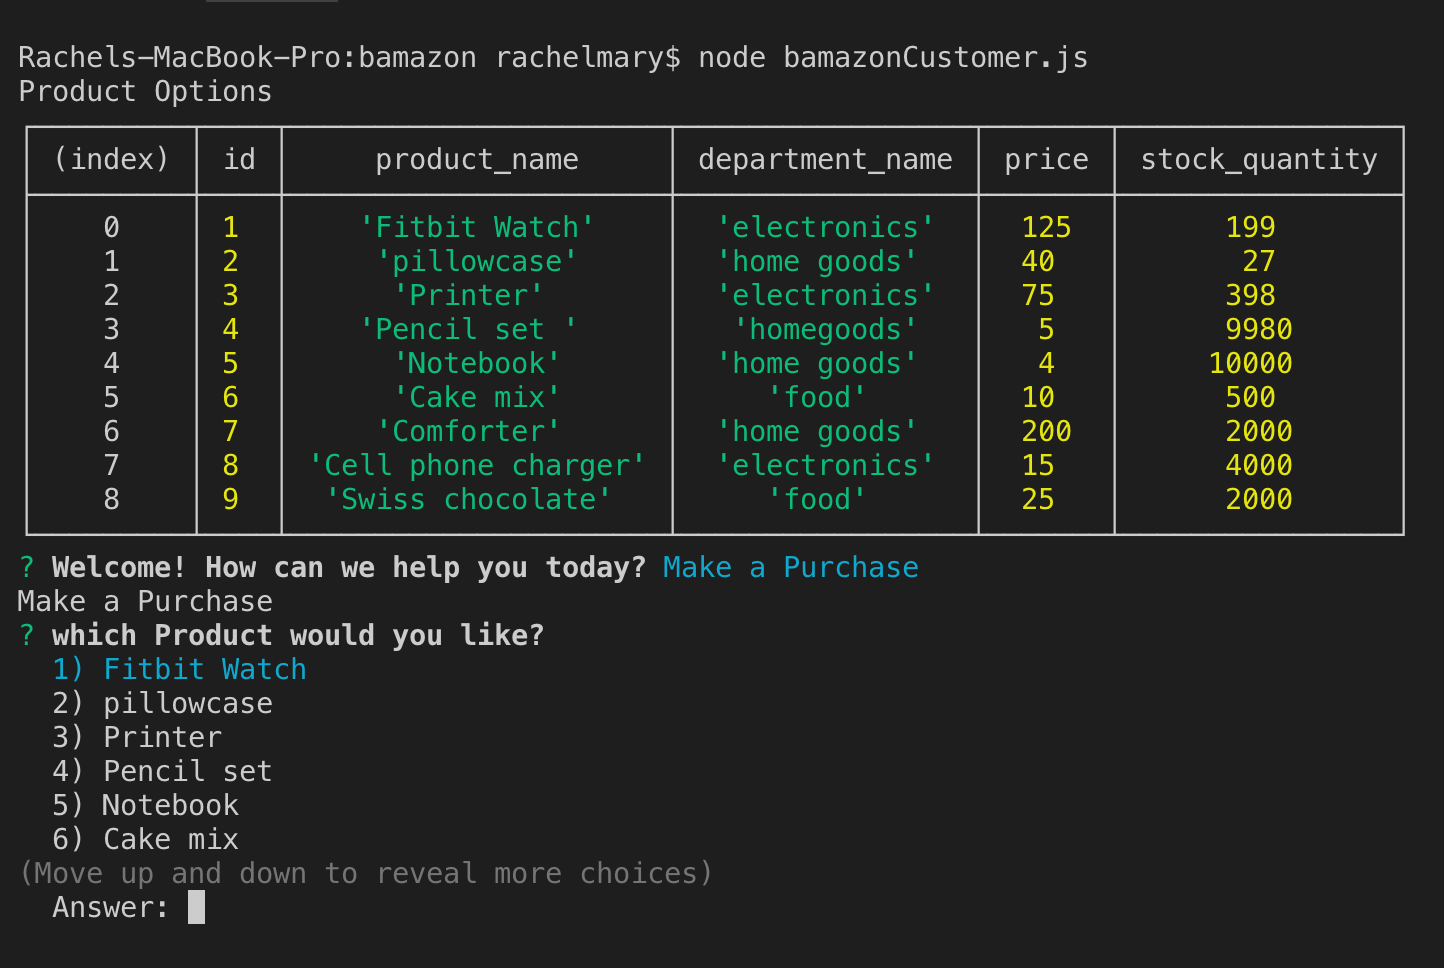 Rachels-MacBook-Pro:bamazon rachelmary$ node bamazonCustomer.js
Product Options
(index) id product_name department_name price stock_quantity
0 1 'Fitbit Watch' 'electronics' 125 199
1 2 'pillowcase' 'home goods' 40 27
2 3 'Printer' 'electronics' 75 398
3 4 'Pencil set ' 'homegoods' 5 9980
4 5 'Notebook' 'home goods' 4 10000
5 6 'Cake mix' 'food' 10 500
6 7 'Comforter' 'home goods' 200 2000
7 8 'Cell phone charger' 'electronics' 15 4000
8 9 'Swiss chocolate' 'food' 25 2000
? Welcome! How can we help you today? Make a Purchase
Make a Purchase
? which Product would you like?
1) Fitbit Watch
2) pillowcase
3) Printer
4) Pencil set
5) Notebook
6) Cake mix
(Move up and down to reveal more choices)
Answer: